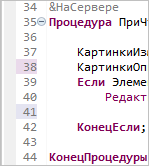 34 &НаСервере
35 Процедура ПриЧ
36
37 КартинкиИз
38 КартинкиОп
39 Если Элеме
40 Редакт
41
42 КонецЕсли;
43
44 КонецПроцедуры